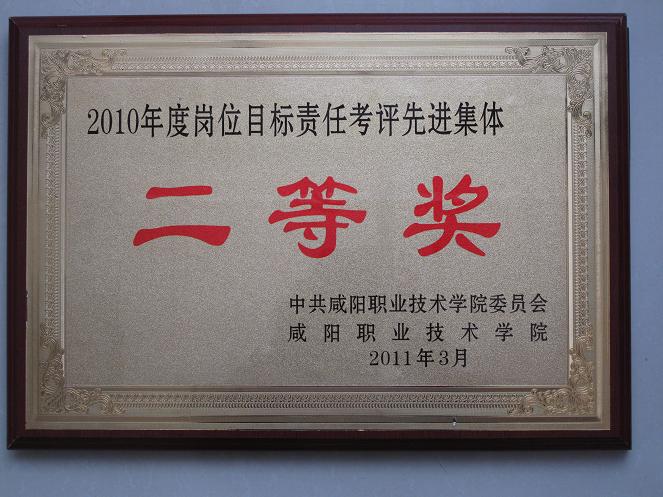 2010年度岗位目标责任考评先进集体
二等奖
中共咸阳职业技术学院委员会
咸阳职业技术学院
2011年3月